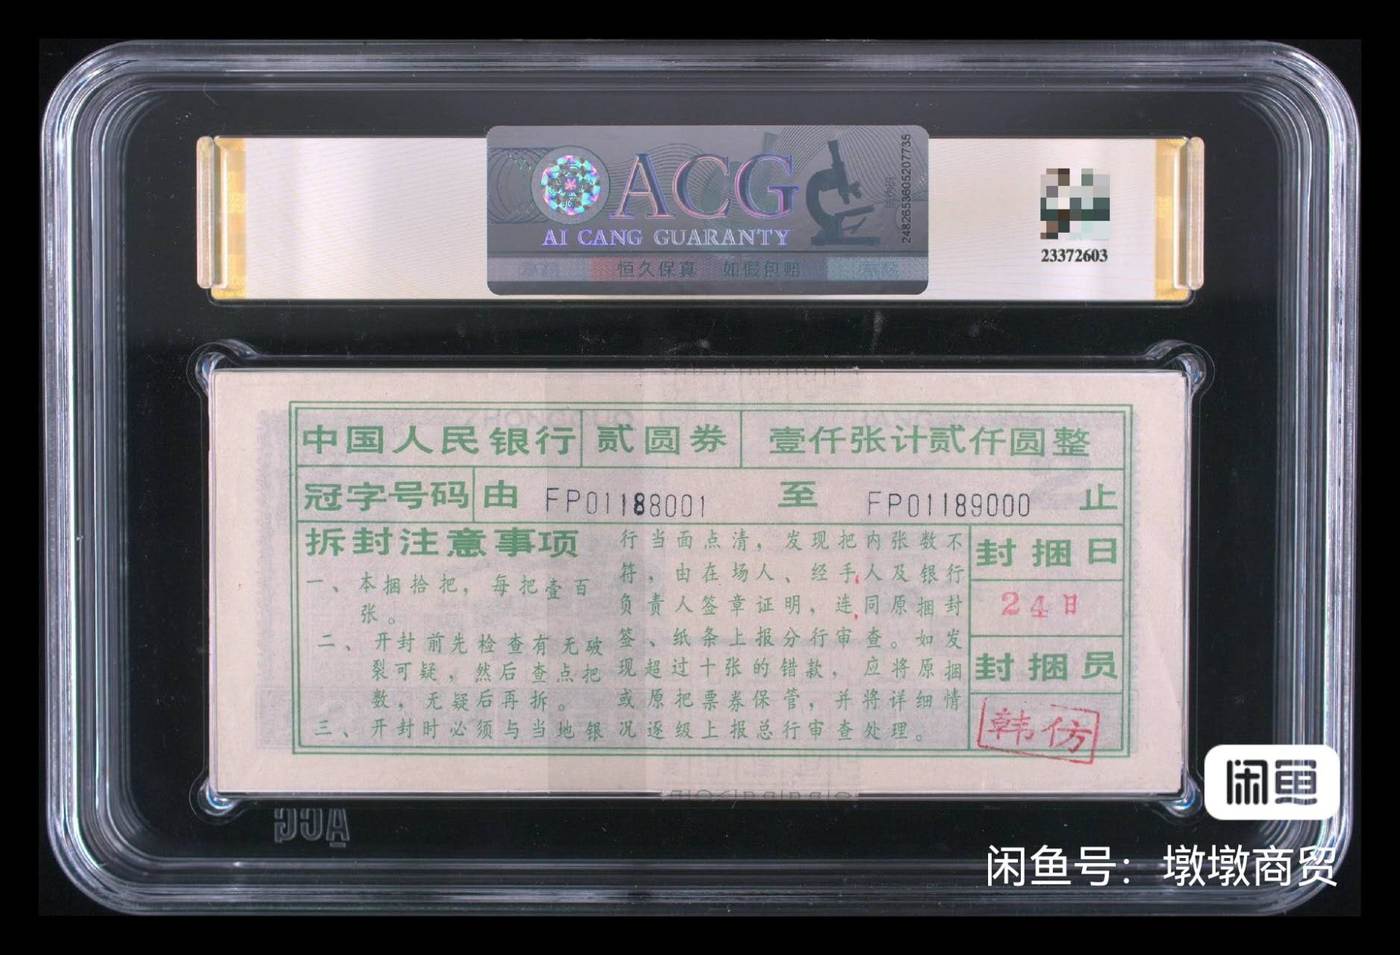 ACG
AI CANG GUARANTY
恒久保真 如假包赔
2482653605207735
23372603
中国人民银行 贰圆券 壹仟张计贰仟圆整
冠字号码 由 FP01188001 至 FP01189000 止
拆封注意事项
一、本捆拾把，每把壹百
张。
二、开封前先检查有无破
裂可疑，然后查点把
数，无疑后再拆。
三、开封时必须与当地银
行当面点清，发现把内张数不
符，由在场人、经手人及银行
负责人签章证明，连同原捆封
签、纸条上报分行审查。如发
现超过十张的错款，应将原捆
或原把票券保管，并将详细情
况逐级上报总行审查处理。
封捆日
24日
封捆员
韩仿
ACG
闲鱼
闲鱼号：墩墩商贸